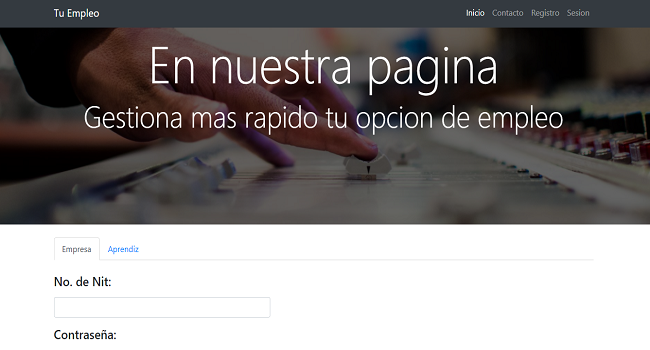 Tu Empleo
Inicio Contacto Registro Sesion
En nuestra pagina
Gestiona mas rapido tu opcion de empleo
Empresa Aprendiz
No. de Nit:
Contraseña: